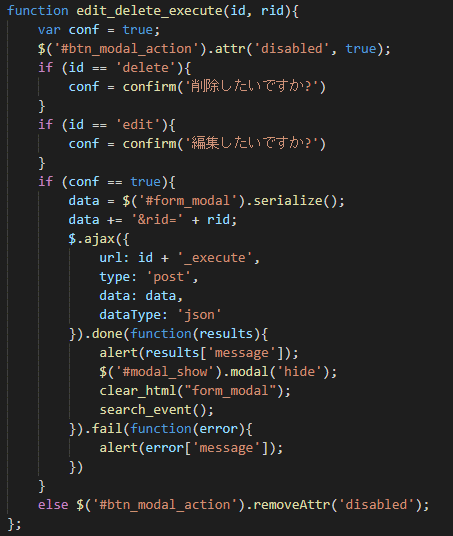 function edit_delete_execute(id, rid){
var conf = true;
$('#btn_modal_action').attr('disabled', true);
if (id == 'delete'){
conf = confirm('削除したいですか?')
}
if (id == 'edit'){
conf = confirm('編集したいですか?')
}
if (conf == true){
data = $('#form_modal').serialize();
data += '&rid=' + rid;
$.ajax({
url: id + '_execute',
type: 'post',
data: data,
dataType: 'json'
}).done(function(results){
alert(results['message']);
$('#modal_show').modal('hide');
clear_html("form_modal");
search_event();
}).fail(function(error){
alert(error['message']);
})
}
else $('#btn_modal_action').removeAttr('disabled');
};